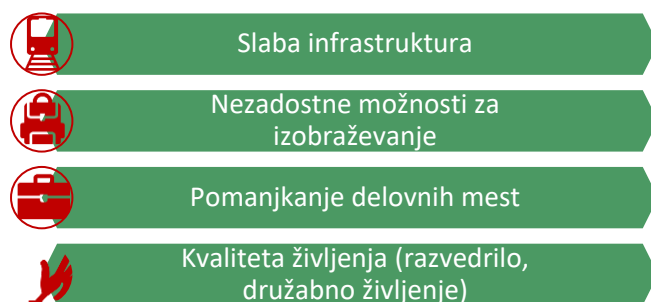 Slaba infrastruktura
Nezadostne možnosti za
izobraževanje
Pomanjkanje delovnih mest
Kvaliteta življenja (razvedrilo,
družabno življenje)